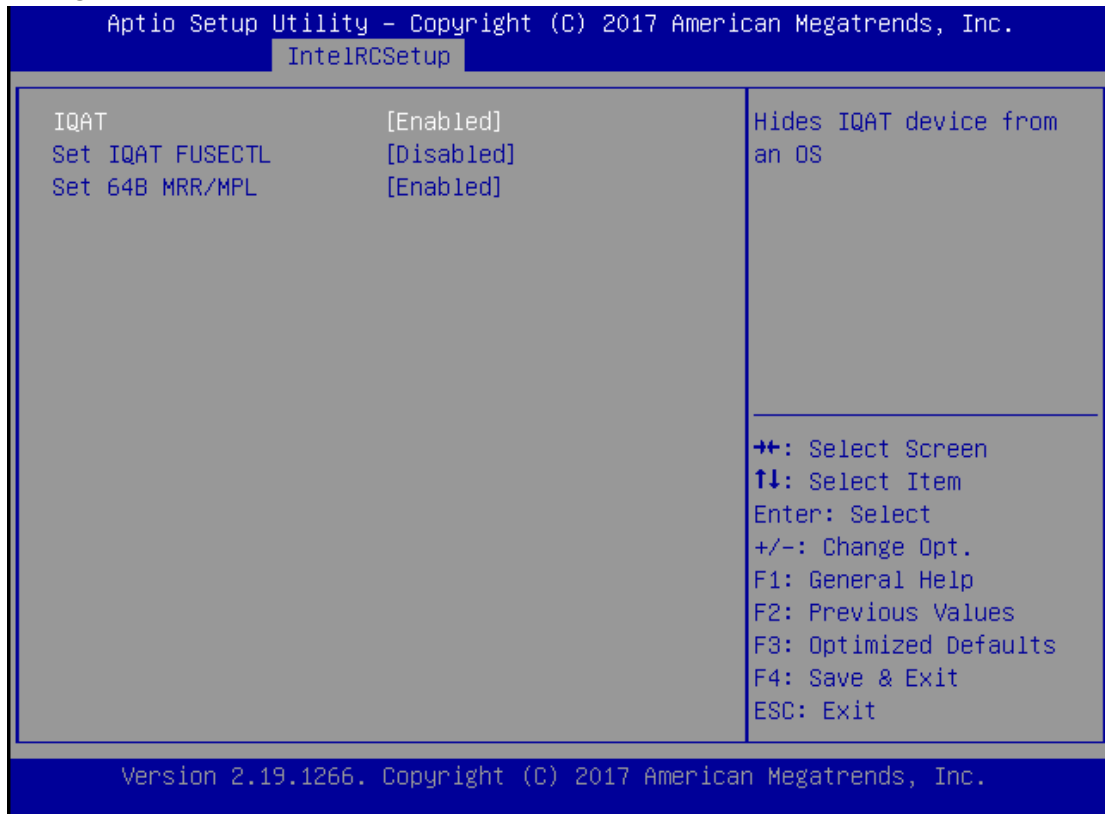 Aptio Setup Utility – Copyright (C) 2017 American Megatrends, Inc.
IntelRCSetup
IQAT [Enabled]
Set IQAT FUSECTL [Disabled]
Set 64B MRR/MPL [Enabled]
Hides IQAT device from
an OS
→←: Select Screen
↑↓: Select Item
Enter: Select
+/-: Change Opt.
F1: General Help
F2: Previous Values
F3: Optimized Defaults
F4: Save & Exit
ESC: Exit
Version 2.19.1266. Copyright (C) 2017 American Megatrends, Inc.